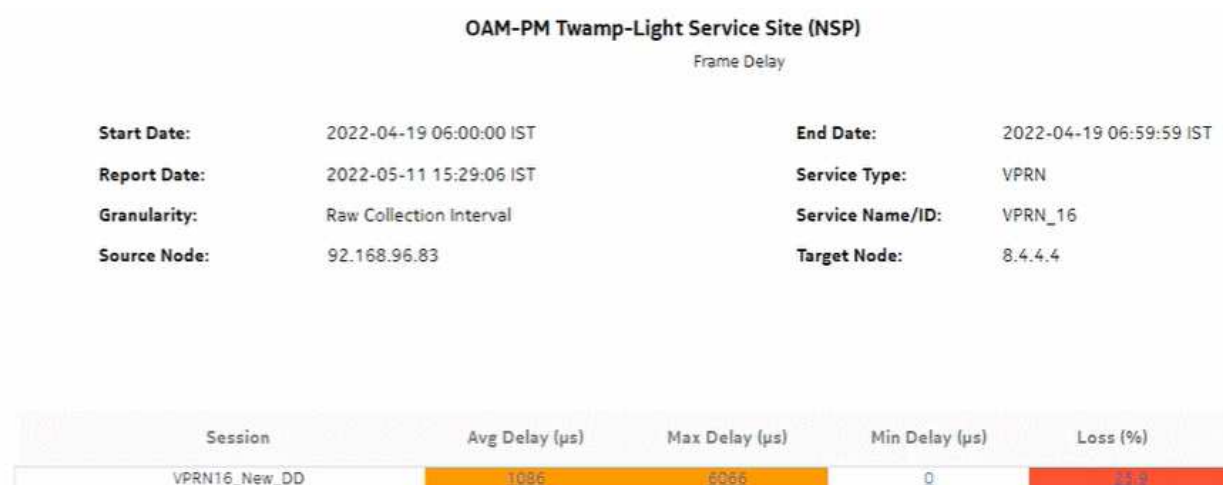 OAM-PM Twamp-Light Service Site (NSP)
Frame Delay
Start Date: 2022-04-19 06:00:00 IST End Date: 2022-04-19 06:59:59 IST
Report Date: 2022-05-11 15:29:06 IST Service Type: VPRN
Granularity: Raw Collection Interval Service Name/ID: VPRN_16
Source Node: 92.168.96.83 Target Node: 8.4.4.4
Session Avg Delay (µs) Max Delay (µs) Min Delay (µs) Loss (%)
VPRN16_New_DD 1086 6066 0 25.9